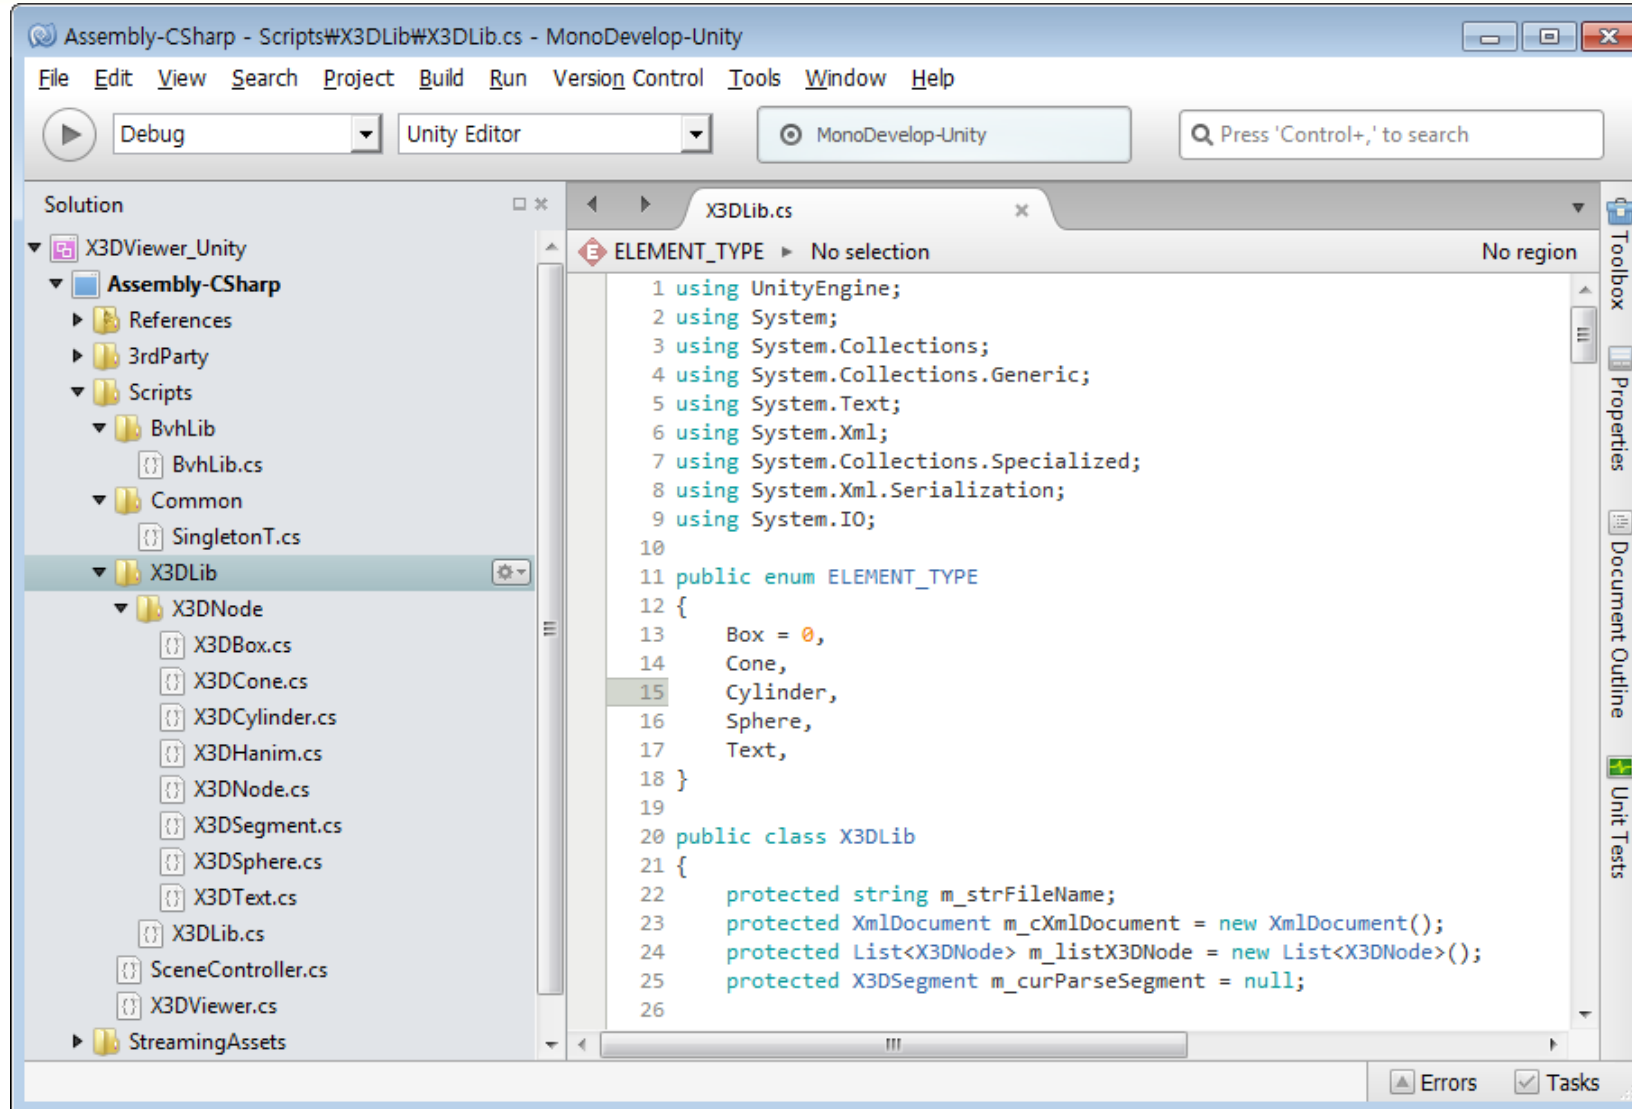 Assembly-CSharp - Scripts₩X3DLib₩X3DLib.cs - MonoDevelop-Unity
File Edit View Search Project Build Run Version Control Tools Window Help
Debug Unity Editor MonoDevelop-Unity Press 'Control+,' to search
Solution
X3DViewer_Unity
Assembly-CSharp
References
3rdParty
Scripts
BvhLib
BvhLib.cs
Common
SingletonT.cs
X3DLib
X3DNode
X3DBox.cs
X3DCone.cs
X3DCylinder.cs
X3DHanim.cs
X3DNode.cs
X3DSegment.cs
X3DSphere.cs
X3DText.cs
X3DLib.cs
SceneController.cs
X3DViewer.cs
StreamingAssets
X3DLib.cs
ELEMENT_TYPE No selection No region
1 using UnityEngine;
2 using System;
3 using System.Collections;
4 using System.Collections.Generic;
5 using System.Text;
6 using System.Xml;
7 using System.Collections.Specialized;
8 using System.Xml.Serialization;
9 using System.IO;
10
11 public enum ELEMENT_TYPE
12 {
13 Box = 0,
14 Cone,
15 Cylinder,
16 Sphere,
17 Text,
18 }
19
20 public class X3DLib
21 {
22 protected string m_strFileName;
23 protected XmlDocument m_cXmlDocument = new XmlDocument();
24 protected List<X3DNode> m_listX3DNode = new List<X3DNode>();
25 protected X3DSegment m_curParseSegment = null;
26
Toolbox
Properties
Document Outline
Unit Tests
Errors Tasks